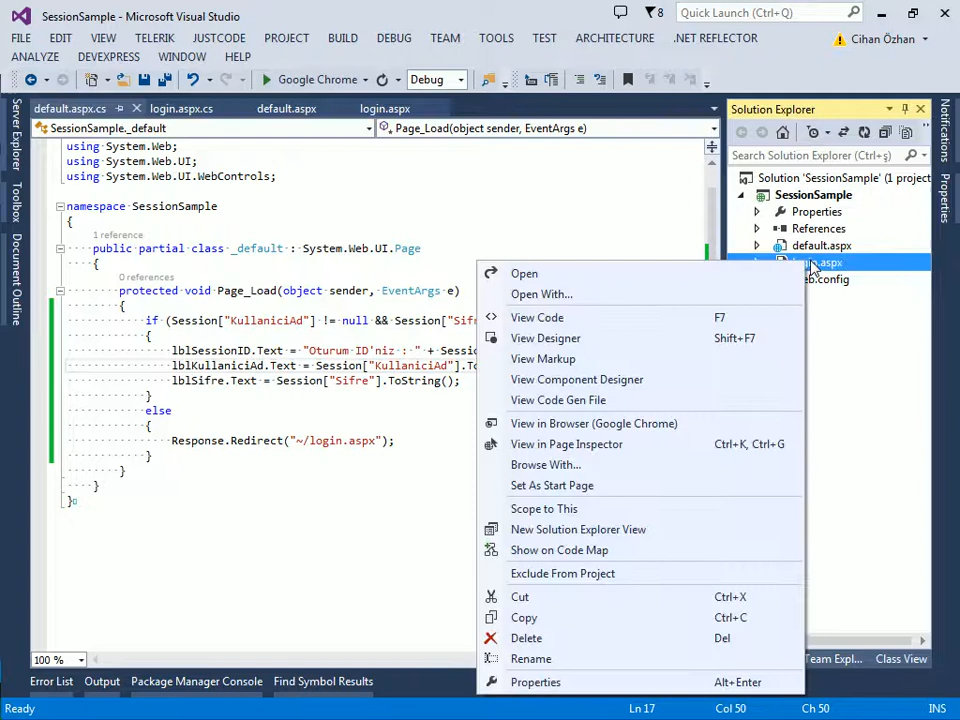 SessionSample - Microsoft Visual Studio
8
Quick Launch (Ctrl+Q)
FILE EDIT VIEW TELERIK JUSTCODE PROJECT BUILD DEBUG TEAM TOOLS TEST ARCHITECTURE .NET REFLECTOR
Cihan Özhan
ANALYZE DEVEXPRESS WINDOW HELP
Google Chrome
Debug
default.aspx.cs login.aspx.cs default.aspx login.aspx
SessionSample._default
Page_Load(object sender, EventArgs e)
Server Explorer
Toolbox
Document Outline
using System.Web;
using System.Web.UI;
using System.Web.UI.WebControls;
namespace SessionSample
{
1 reference
public partial class _default : System.Web.UI.Page
{
0 references
protected void Page_Load(object sender, EventArgs e)
{
if (Session["KullaniciAd"] != null && Session["Sifr
{
lblSessionID.Text = "Oturum ID'niz : " + Sessio
lblKullaniciAd.Text = Session["KullaniciAd"].To
lblSifre.Text = Session["Sifre"].ToString();
}
else
{
Response.Redirect("~/login.aspx");
}
}
}
}
100 %
Solution Explorer
Search Solution Explorer (Ctrl+ş)
Solution 'SessionSample' (1 project
SessionSample
Properties
References
default.aspx
.aspx
b.config
Notifications
Properties
Open
Open With...
View Code F7
View Designer Shift+F7
View Markup
View Component Designer
View Code Gen File
View in Browser (Google Chrome)
View in Page Inspector Ctrl+K, Ctrl+G
Browse With...
Set As Start Page
Scope to This
New Solution Explorer View
Show on Code Map
Exclude From Project
Cut Ctrl+X
Copy Ctrl+C
Delete Del
Rename
Properties Alt+Enter
Team Expl... Class View
Error List Output Package Manager Console Find Symbol Results
Ready
Ln 17 Col 50 Ch 50 INS